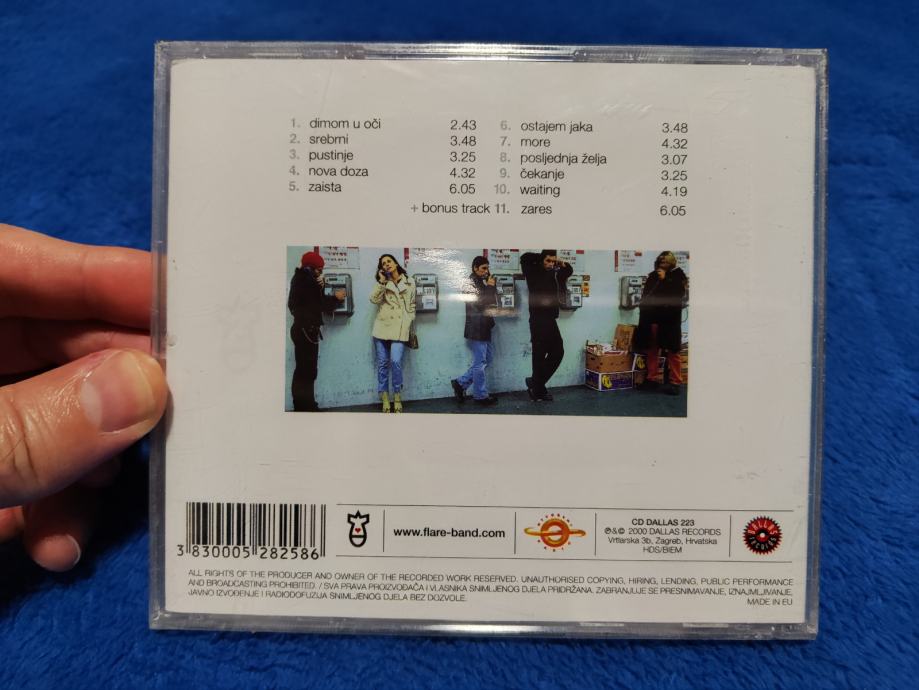 1. dimom u oči 2.43
2. srebrni 3.48
3. pustinje 3.25
4. nova doza 4.32
5. zaista 6.05
6. ostajem jaka 3.48
7. more 4.32
8. posljednja želja 3.07
9. čekanje 3.25
10. waiting 4.19
+ bonus track 11. zares 6.05
3 830005 282586
www.flare-band.com
CD DALLAS 223
℗&© 2000 DALLAS RECORDS
Vrtlarska 3b, Zagreb, Hrvatska
HDS/BIEM
DALLAS RECORDS
ALL RIGHTS OF THE PRODUCER AND OWNER OF THE RECORDED WORK RESERVED. UNAUTHORISED COPYING, HIRING, LENDING, PUBLIC PERFORMANCE
AND BROADCASTING PROHIBITED. / SVA PRAVA PROIZVOĐAČA I VLASNIKA SNIMLJENOG DJELA PRIDRŽANA. ZABRANJUJE SE PRESNIMAVANJE, IZNAJMLJIVANJE,
JAVNO IZVOĐENJE I RADIODIFUZIJA SNIMLJENOG DJELA BEZ DOZVOLE.
MADE IN EU